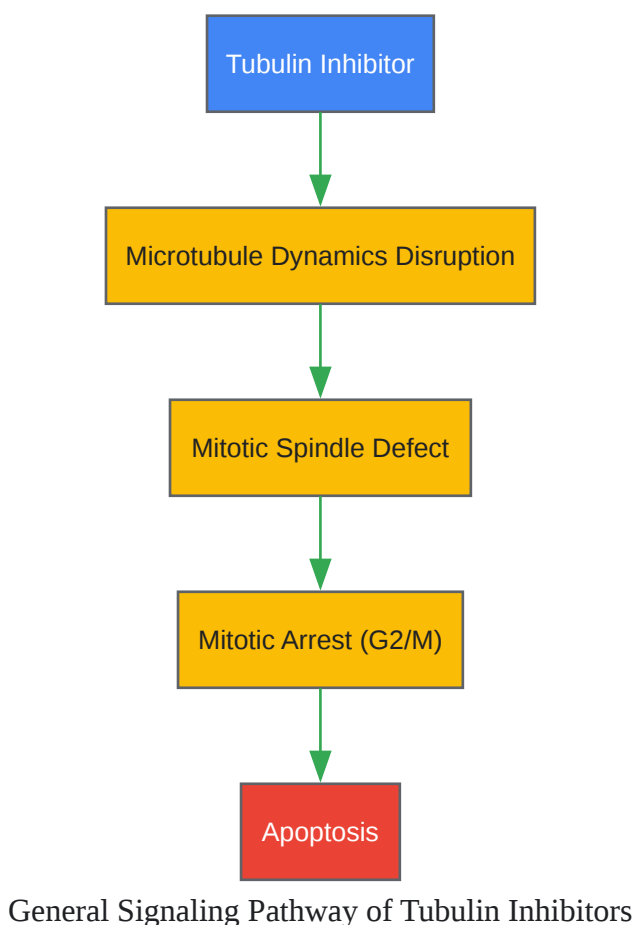 Tubulin Inhibitor
Microtubule Dynamics Disruption
Mitotic Spindle Defect
Mitotic Arrest (G2/M)
Apoptosis
General Signaling Pathway of Tubulin Inhibitors